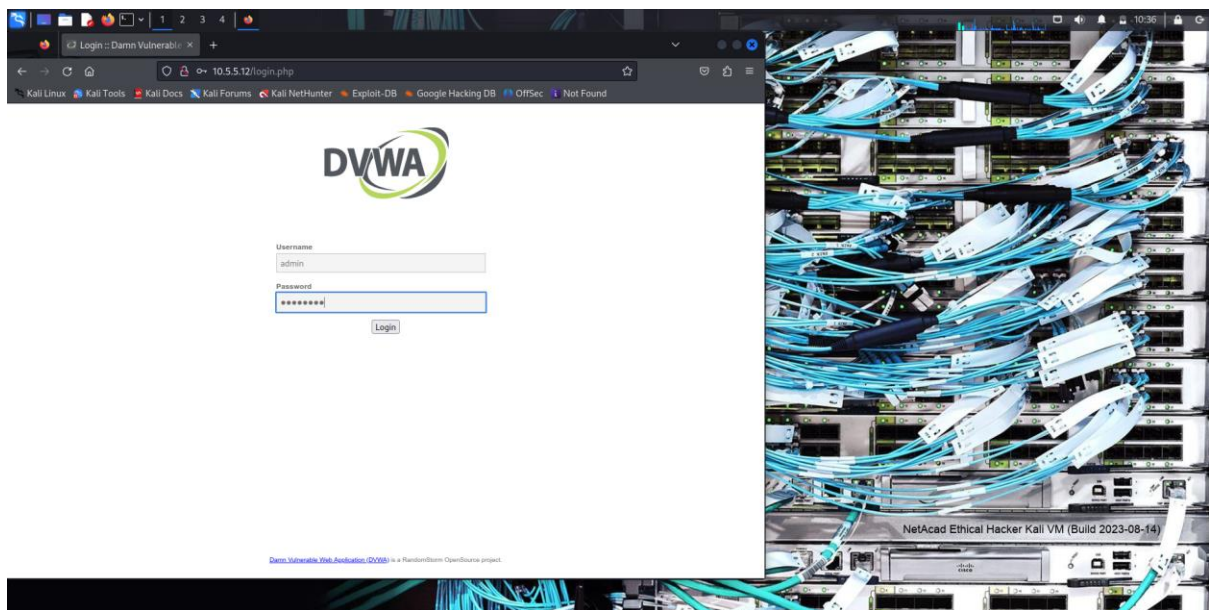 1 2 3 4
10:36
Login :: Damn Vulnerable
10.5.5.12/login.php
Kali Linux Kali Tools Kali Docs Kali Forums Kali NetHunter Exploit-DB Google Hacking DB OffSec Not Found
DVWA
Username
admin
Password
Login
Damn Vulnerable Web Application (DVWA) is a RandomStorm OpenSource project.
NetAcad Ethical Hacker Kali VM (Build 2023-08-14)
CISCO